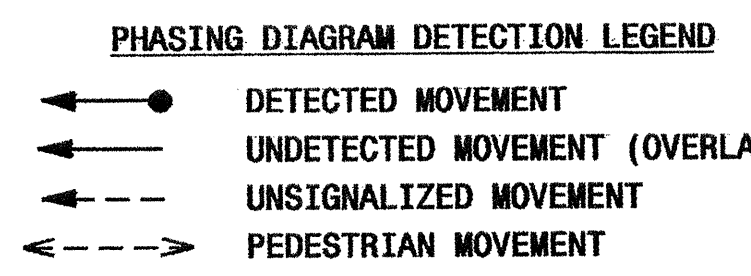 PHASING DIAGRAM DETECTION LEGEND
DETECTED MOVEMENT
UNDETECTED MOVEMENT (OVERLA
UNSIGNALIZED MOVEMENT
PEDESTRIAN MOVEMENT